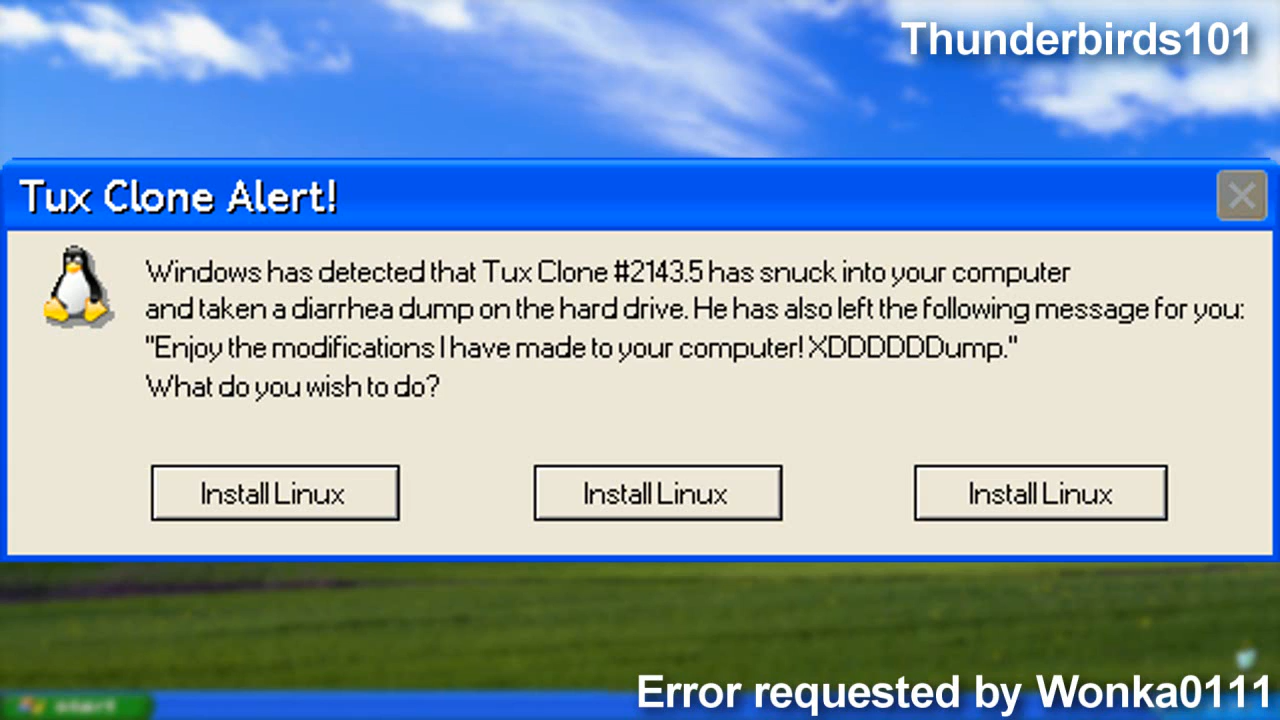 Thunderbirds101
Tux Clone Alert!
Windows has detected that Tux Clone #2143.5 has snuck into your computer
and taken a diarrhea dump on the hard drive. He has also left the following message for you:
"Enjoy the modifications I have made to your computer! XDDDDDDump."
What do you wish to do?
Install Linux
Install Linux
Install Linux
start
Error requested by Wonka0111